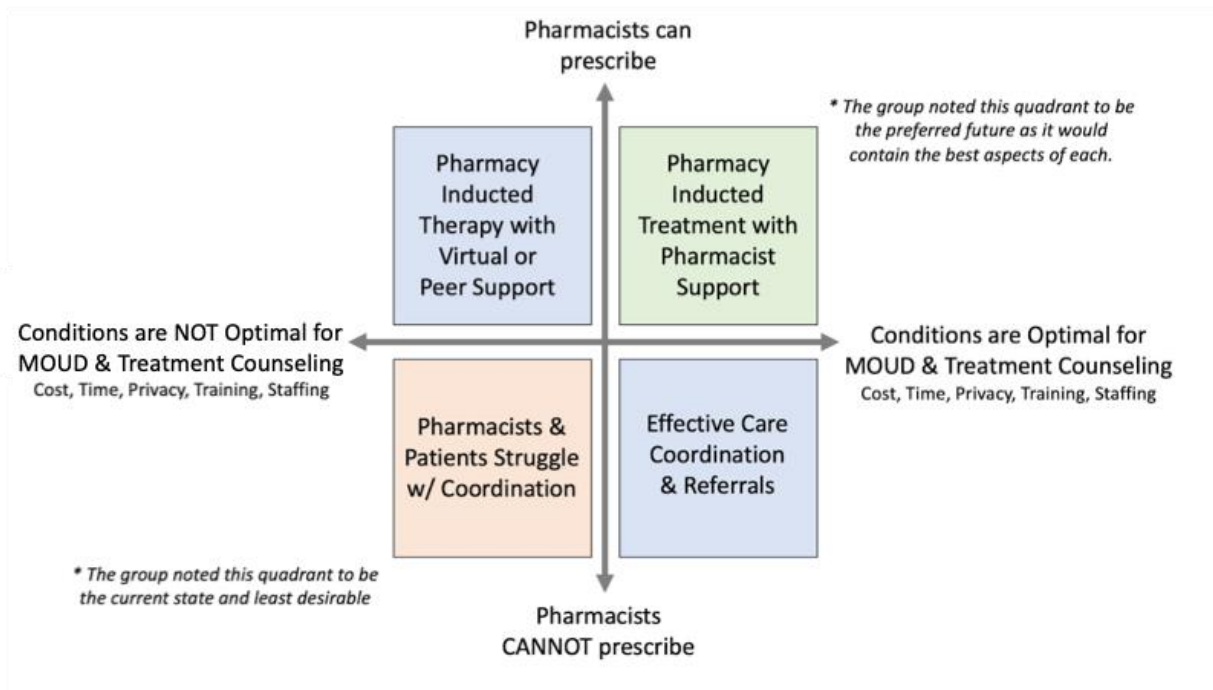 Pharmacists can
prescribe
* The group noted this quadrant to be
the preferred future as it would
contain the best aspects of each.
Pharmacy
Inducted
Therapy with
Virtual or
Peer Support
Pharmacy
Inducted
Treatment with
Pharmacist
Support
Conditions are NOT Optimal for
MOUD & Treatment Counseling
Cost, Time, Privacy, Training, Staffing
Conditions are Optimal for
MOUD & Treatment Counseling
Cost, Time, Privacy, Training, Staffing
Pharmacists &
Patients Struggle
w/ Coordination
Effective Care
Coordination
& Referrals
* The group noted this quadrant to be
the current state and least desirable
Pharmacists
CANNOT prescribe